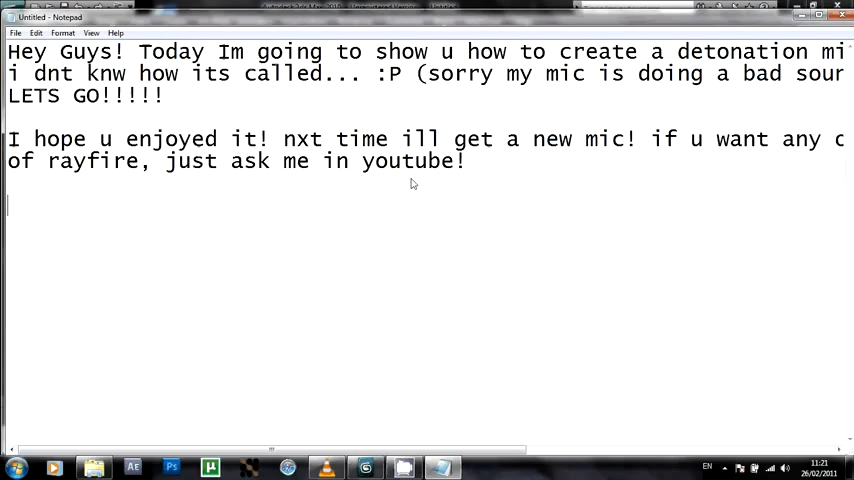 Untitled - Notepad
File Edit Format View Help
Hey Guys! Today Im going to show u how to create a detonation mi
i dnt knw how its called... :P (sorry my mic is doing a bad sour
LETS GO!!!!!
I hope u enjoyed it! nxt time ill get a new mic! if u want any c
of rayfire, just ask me in youtube!
AE Ps µ EN 11:21
26/02/2011